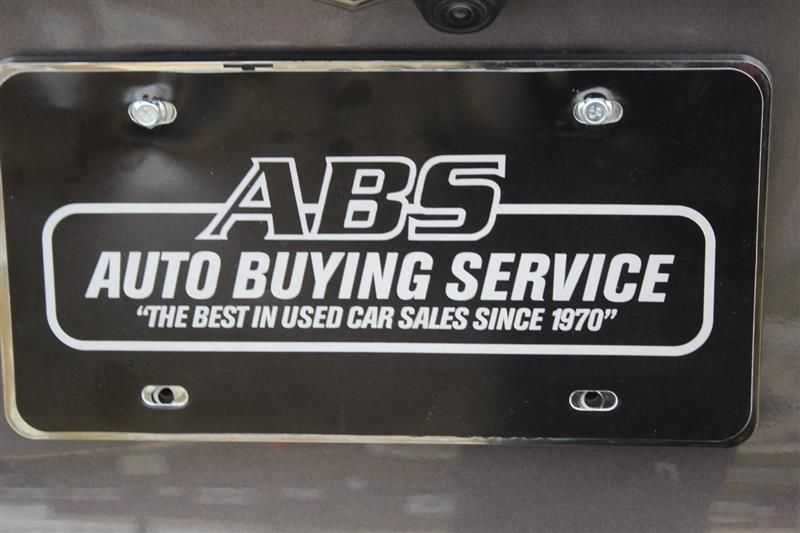 ABS
AUTO BUYING SERVICE
“THE BEST IN USED CAR SALES SINCE 1970”